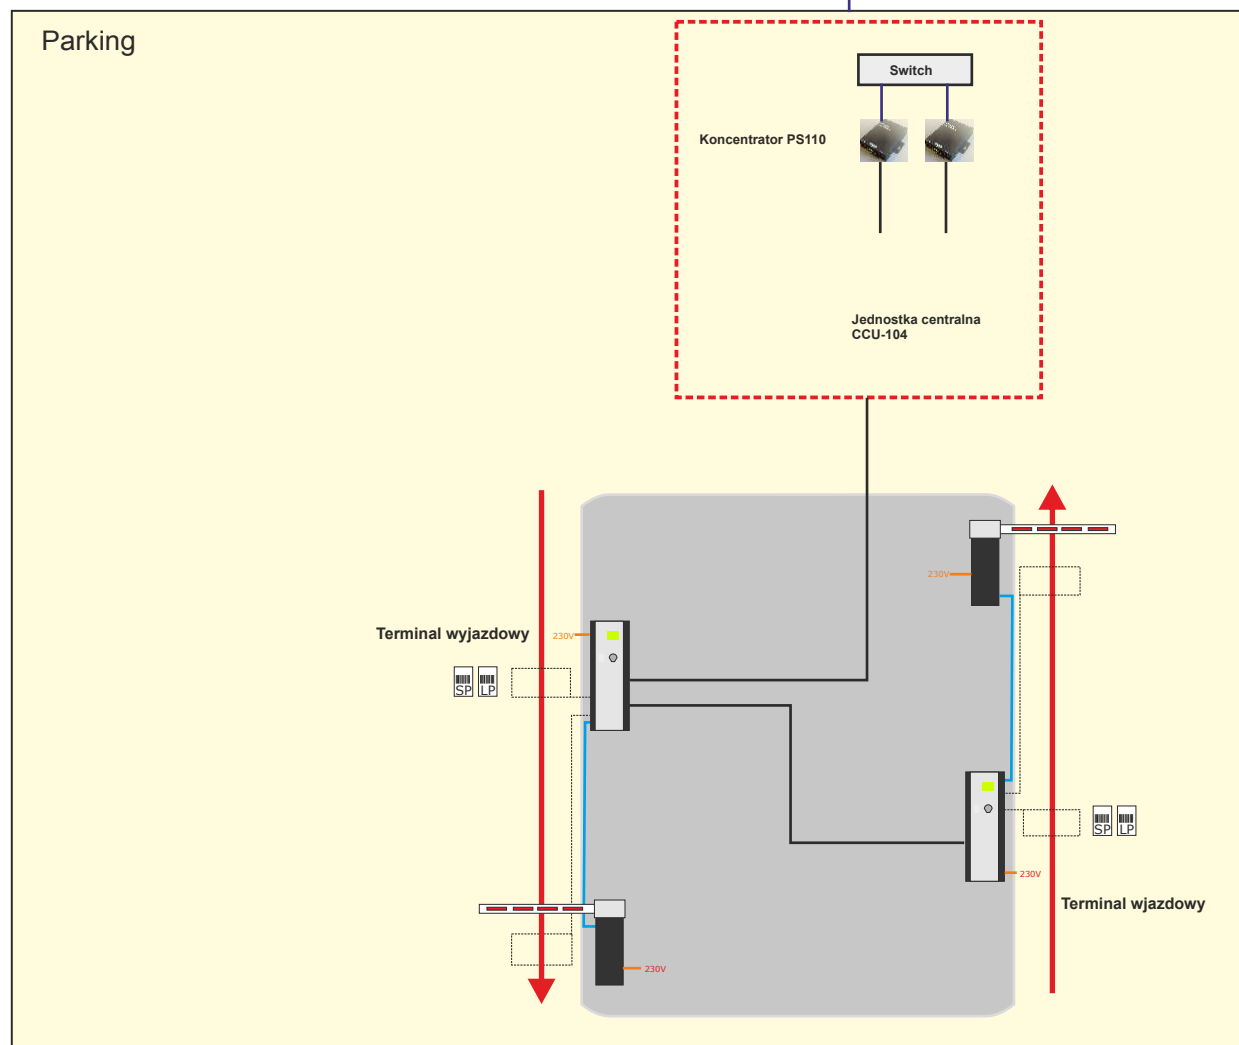 Parking
Switch
Koncentrator PS110
Jednostka centralna
CCU-104
230V
Terminal wyjazdowy
230V
SP LP
SP LP
230V
Terminal wjazdowy
230V